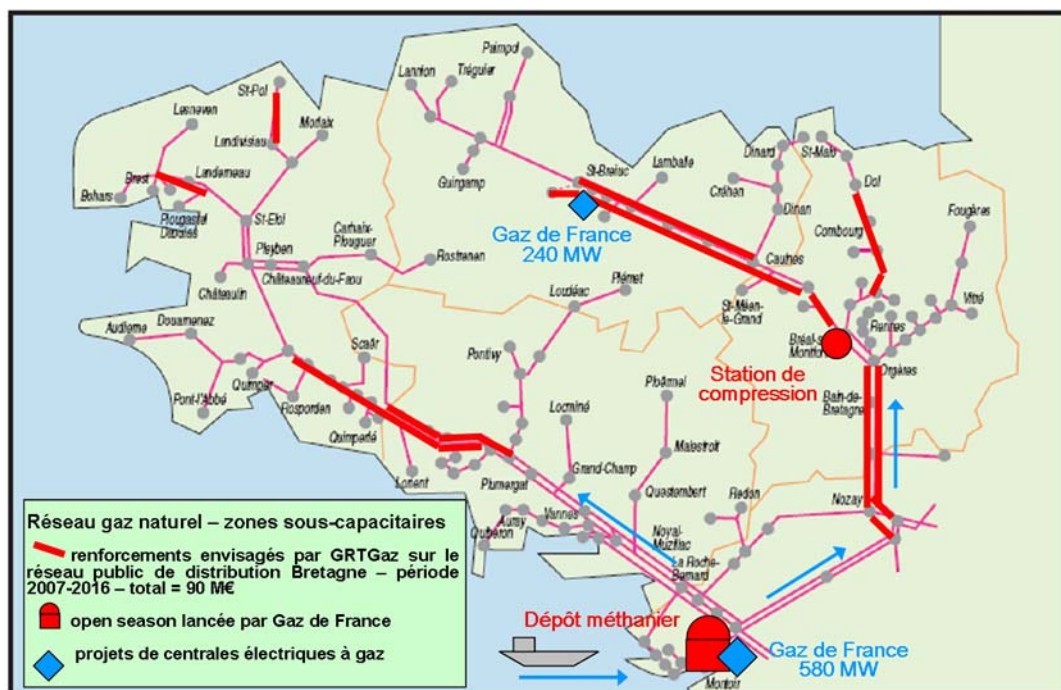 Paimpol
Lannion
Tréguier
St-Pol
Lesneven
Morlaix
Landivisiau
Landerneau
Brest
Bohars
Plougastel
Daoulas
St-Eloi
Guingamp
St-Brieuc
Lamballe
Dinard
St-Malo
Créhen
Dinan
Dol
Combourg
Fougères
Gaz de France
240 MW
Caulnes
Pleyben
Carhaix-
Plouguer
Rostrenen
Châteauneuf-du-Faou
Châteaulin
Loudéac
Plémet
St-Méen-
le-Grand
Vitré
Rennes
Bréal-s
Montfort
Orgères
Station de
compression
Audierne
Douarnenez
Scaër
Pontivy
Quimper
Pont-l'Abbé
Rosporden
Quimperlé
Ploërmel
Locminé
Bain-de-
Bretagne
Malestroit
Lorient
Plumergat
Grand-Champ
Questembert
Redon
Nozay
Vannes
Auray
Quiberon
Noyal-
Muzillac
La Roche-
Bernard
Réseau gaz naturel – zones sous-capacitaires
renforcements envisagés par GRTGaz sur le
réseau public de distribution Bretagne – période
2007-2016 – total = 90 M€
open season lancée par Gaz de France
projets de centrales électriques à gaz
Dépôt méthanier
Gaz de France
580 MW
Montoir